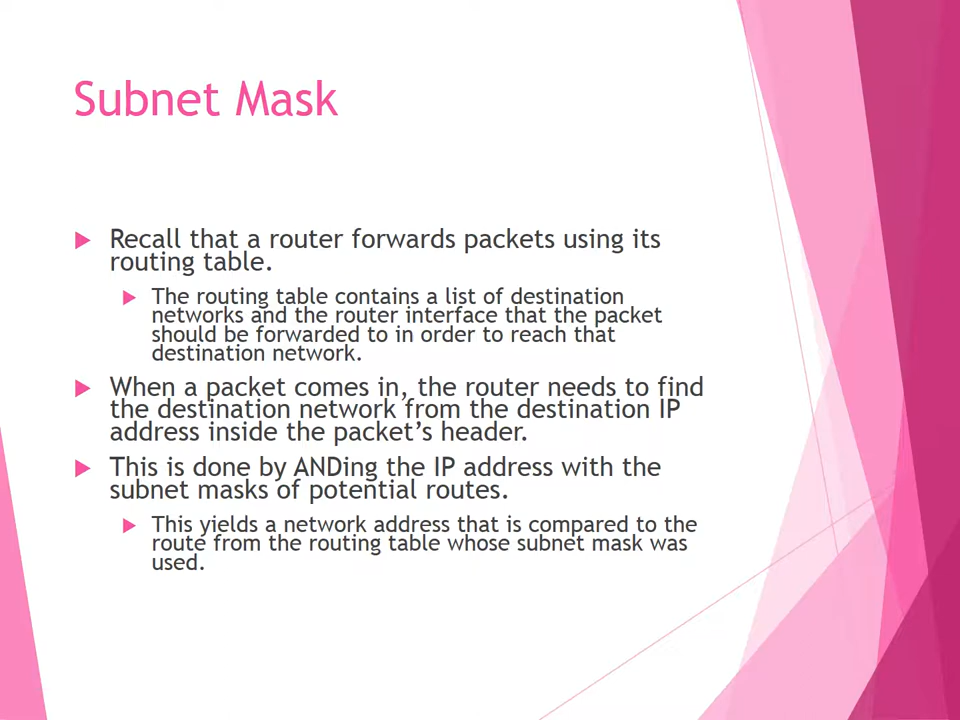 Subnet Mask
Recall that a router forwards packets using its
routing table.
The routing table contains a list of destination
networks and the router interface that the packet
should be forwarded to in order to reach that
destination network.
When a packet comes in, the router needs to find
the destination network from the destination IP
address inside the packet’s header.
This is done by ANDing the IP address with the
subnet masks of potential routes.
This yields a network address that is compared to the
route from the routing table whose subnet mask was
used.